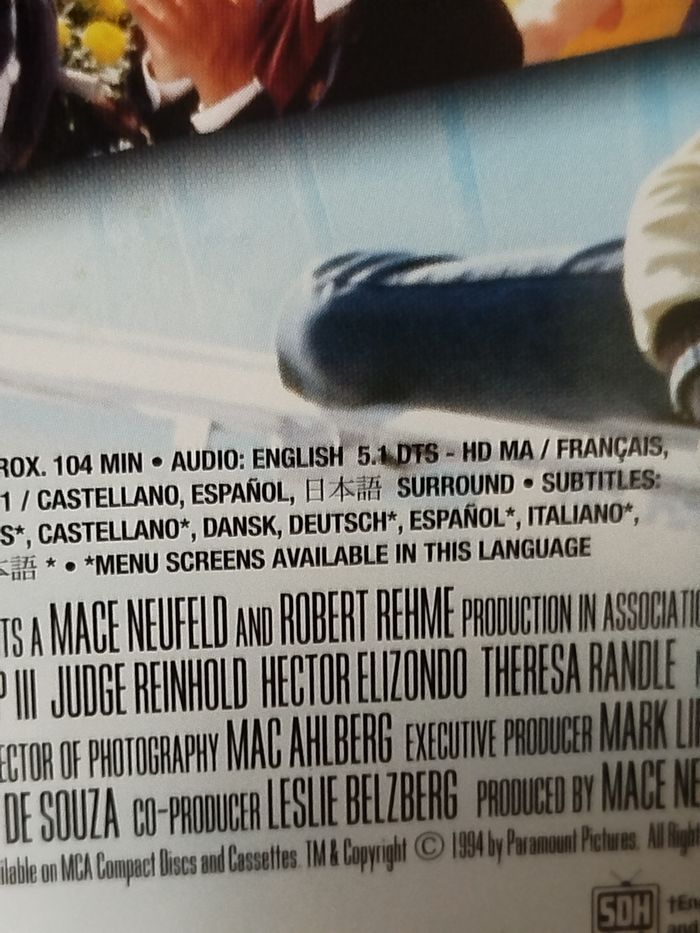 ROX. 104 MIN • AUDIO: ENGLISH 5.1 DTS - HD MA / FRANÇAIS,
1 / CASTELLANO, ESPAÑOL, 日本語 SURROUND • SUBTITLES:
S*, CASTELLANO*, DANSK, DEUTSCH*, ESPAÑOL*, ITALIANO*,
本語 * • *MENU SCREENS AVAILABLE IN THIS LANGUAGE
TS A MACE NEUFELD AND ROBERT REHME PRODUCTION IN ASSOCIATIO
P III JUDGE REINHOLD HECTOR ELIZONDO THERESA RANDLE
ECTOR OF PHOTOGRAPHY MAC AHLBERG EXECUTIVE PRODUCER MARK LI
DE SOUZA CO-PRODUCER LESLIE BELZBERG PRODUCED BY MACE NE
ilable on MCA Compact Discs and Cassettes. TM & Copyright © 1994 by Paramount Pictures. All Righ
SDH †En
and